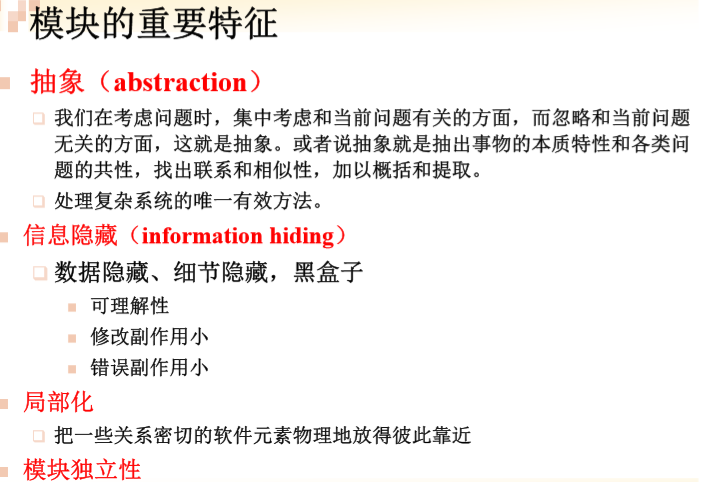 模块的重要特征
抽象（abstraction）
我们在考虑问题时，集中考虑和当前问题有关的方面，而忽略和当前问题
无关的方面，这就是抽象。或者说抽象就是抽出事物的本质特性和各类问
题的共性，找出联系和相似性，加以概括和提取。
处理复杂系统的唯一有效方法。
信息隐藏（information hiding）
数据隐藏、细节隐藏，黑盒子
可理解性
修改副作用小
错误副作用小
局部化
把一些关系密切的软件元素物理地放得彼此靠近
模块独立性